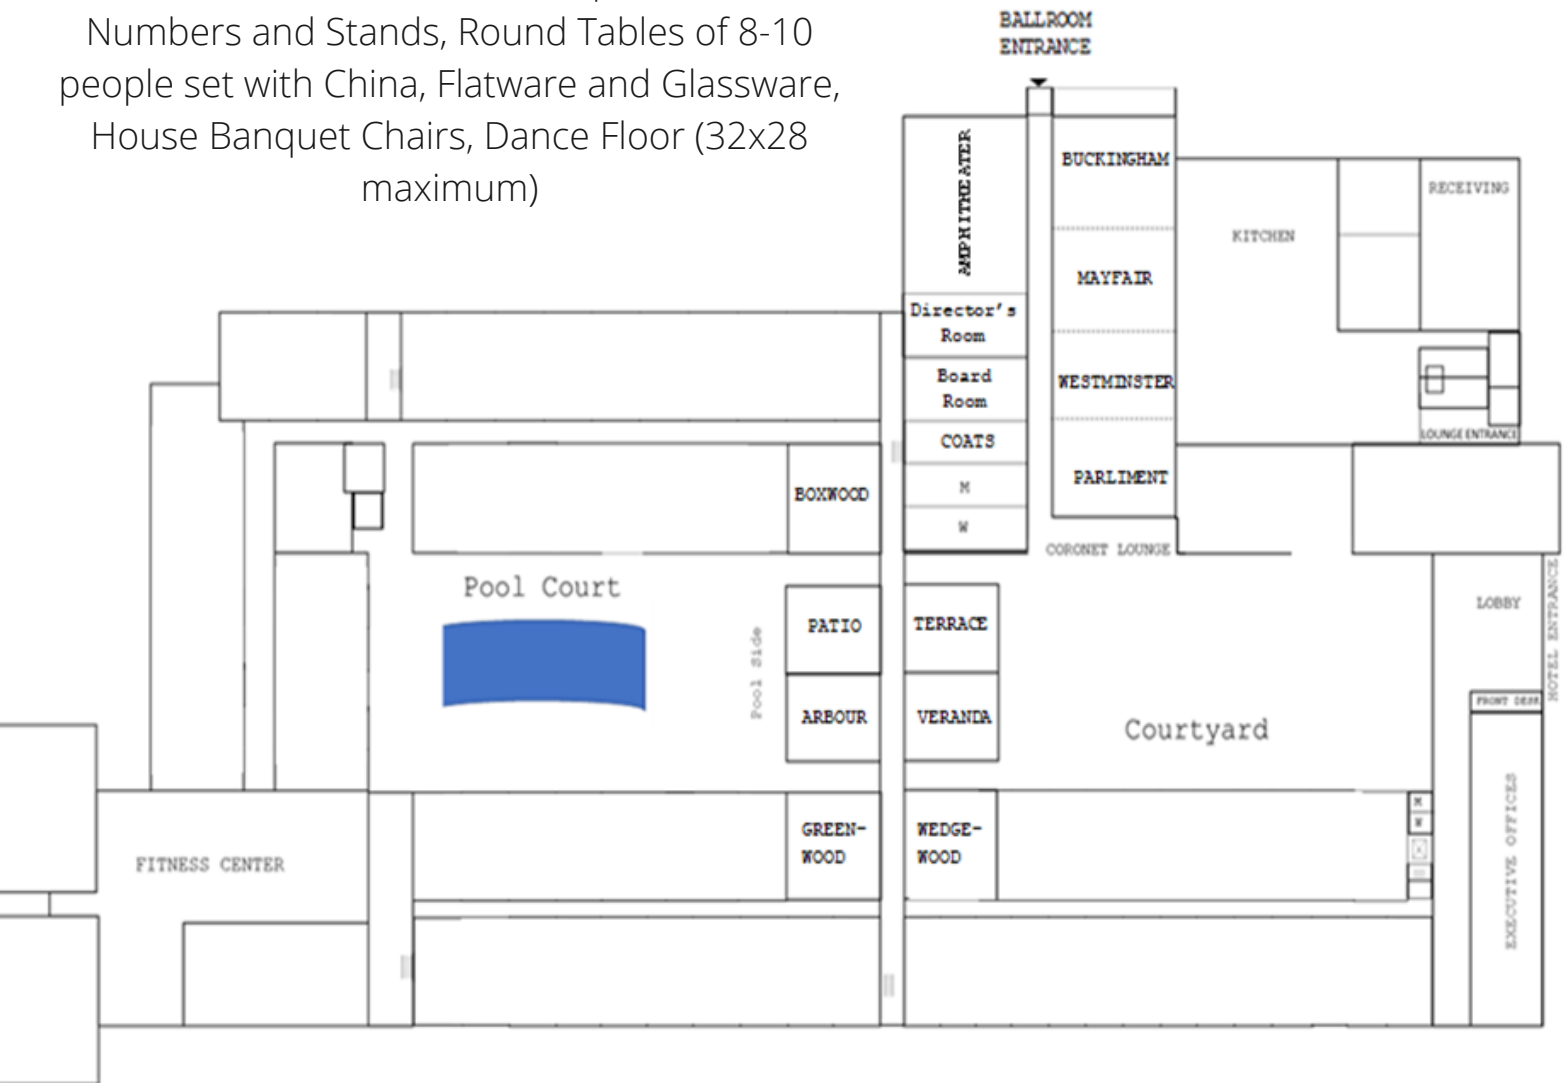 Numbers and Stands, Round Tables of 8-10
people set with China, Flatware and Glassware,
House Banquet Chairs, Dance Floor (32x28
maximum)
BALLROOM
ENTRANCE
AMPHITHEATER
BUCKINGHAM
RECEIVING
KITCHEN
MAYFAIR
Director's
Room
Board
Room
WESTMINSTER
COATS
LOUNGE ENTRANCE
M
PARLIMENT
BOXWOOD
W
CORONET LOUNGE
Pool Court
PATIO
TERRACE
LOBBY
HOTEL ENTRANCE
Pool Side
ARBOUR
VERANDA
Courtyard
FRONT DESK
GREEN-
WOOD
WEDGE-
WOOD
M
W
EXECUTIVE OFFICES
FITNESS CENTER